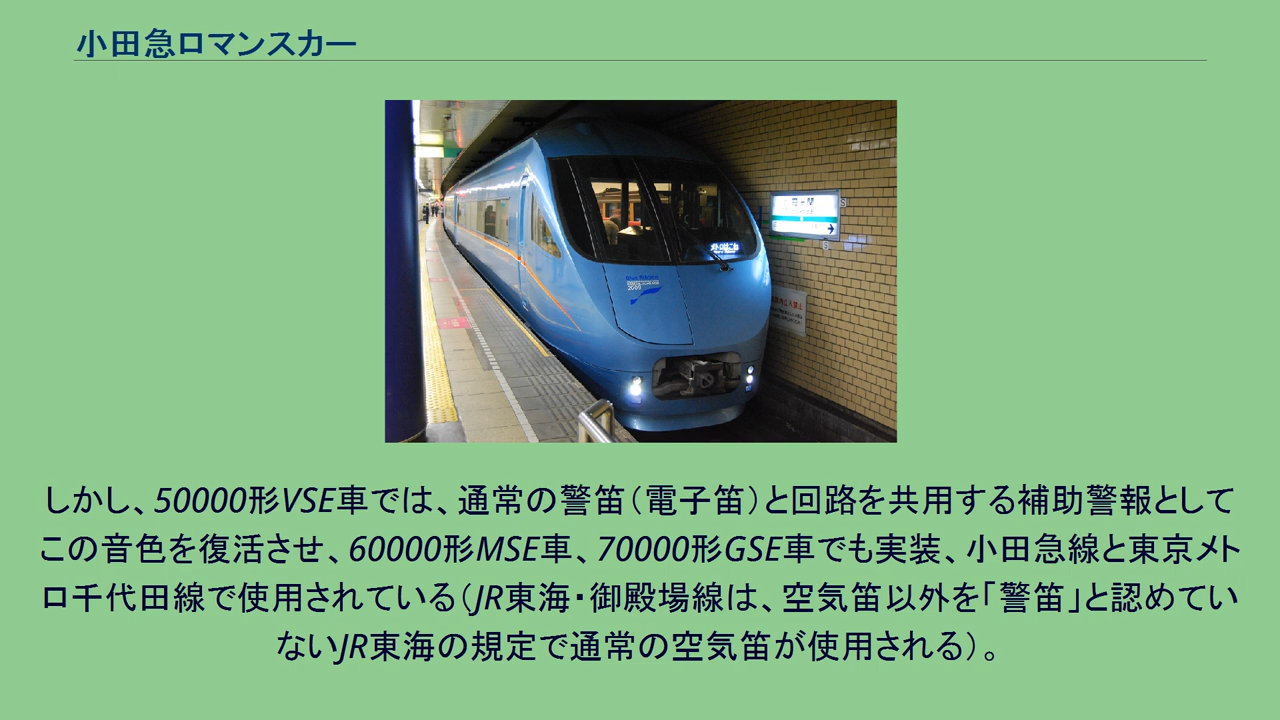 小田急ロマンスカー
しかし、50000形VSE車では、通常の警笛（電子笛）と回路を共用する補助警報として
この音色を復活させ、60000形MSE車、70000形GSE車でも実装、小田急線と東京メト
ロ千代田線で使用されている（JR東海・御殿場線は、空気笛以外を「警笛」と認めてい
ないJR東海の規定で通常の空気笛が使用される）。